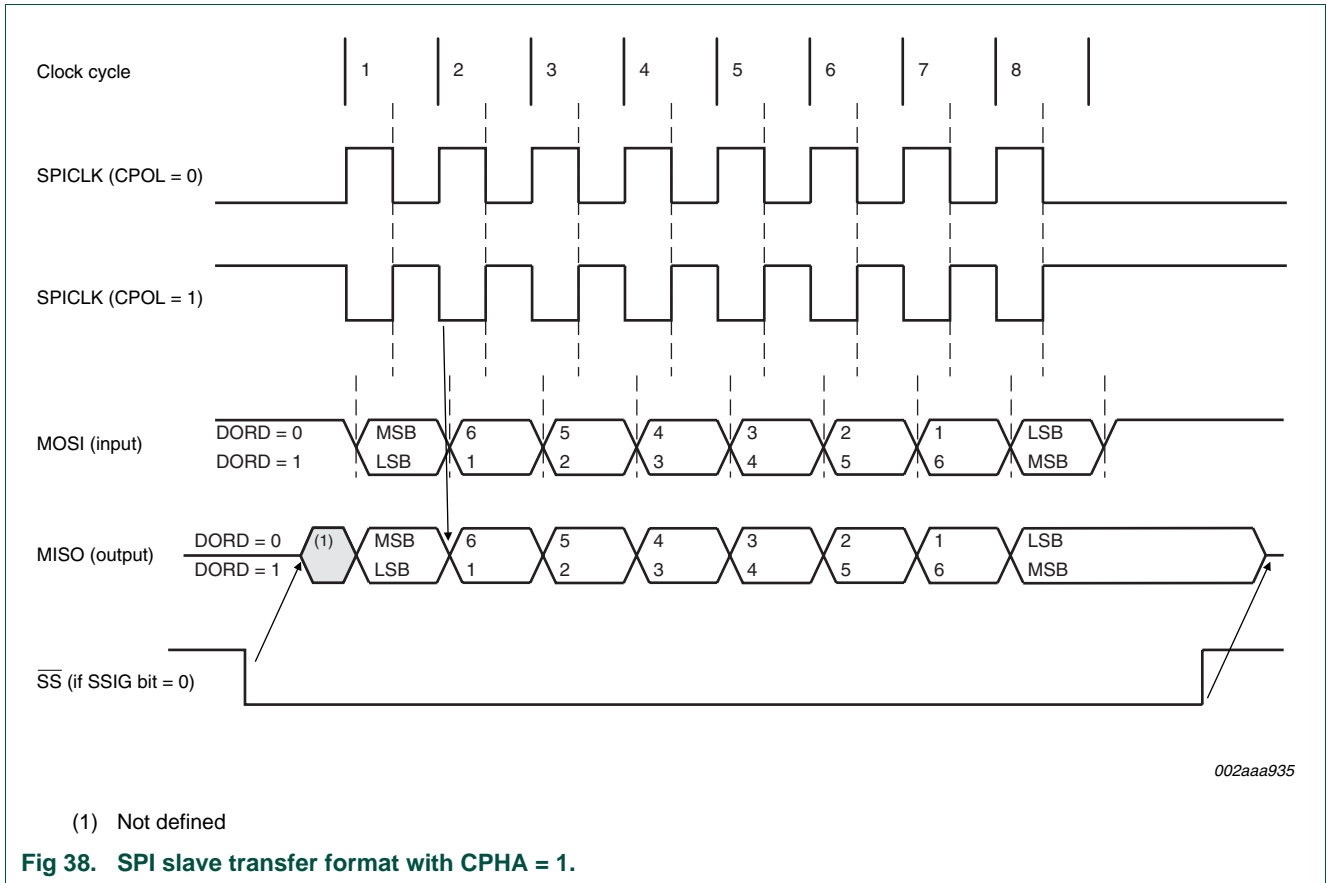 Clock cycle 1 2 3 4 5 6 7 8
SPICLK (CPOL = 0)
SPICLK (CPOL = 1)
MOSI (input)
DORD = 0 MSB 6 5 4 3 2 1 LSB
DORD = 1 LSB 1 2 3 4 5 6 MSB
MISO (output)
DORD = 0 (1) MSB 6 5 4 3 2 1 LSB
DORD = 1 LSB 1 2 3 4 5 6 MSB
SS (if SSIG bit = 0)
002aaa935
(1) Not defined
Fig 38. SPI slave transfer format with CPHA = 1.